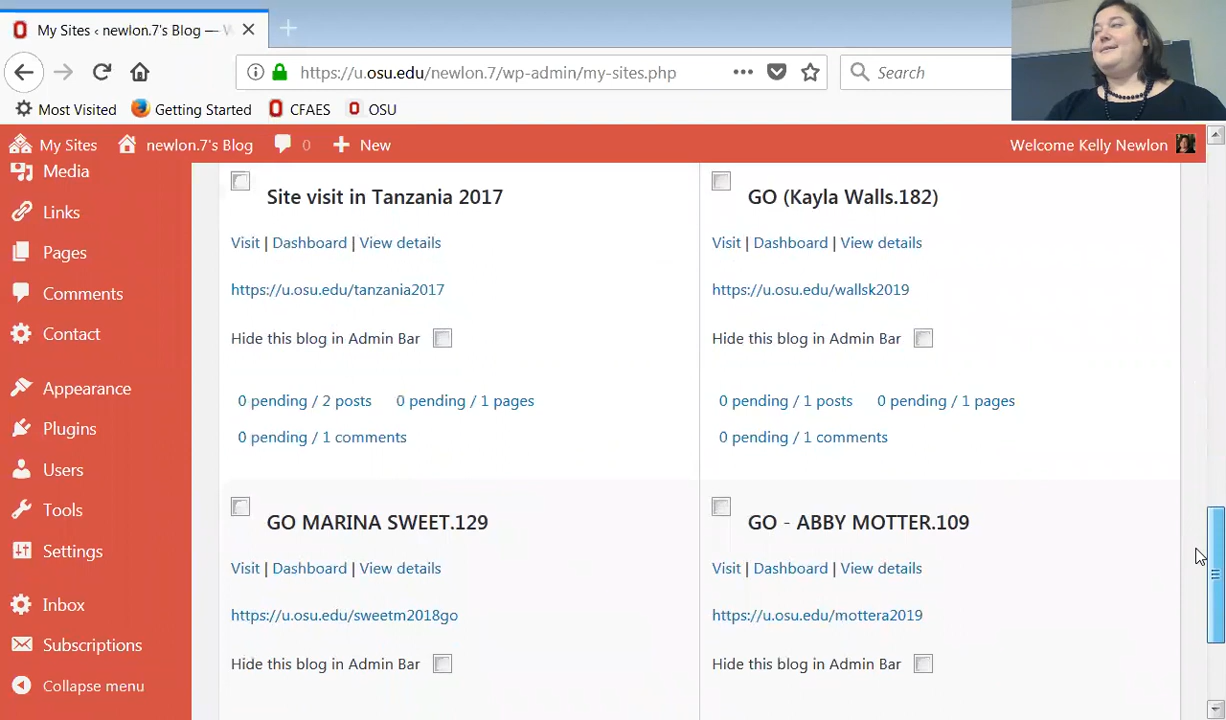 My Sites ‹ newlon.7's Blog —
https://u.osu.edu/newlon.7/wp-admin/my-sites.php
Search
Most Visited
Getting Started
CFAES
OSU
My Sites
newlon.7's Blog
0
New
Welcome Kelly Newlon
Media
Links
Pages
Comments
Contact
Appearance
Plugins
Users
Tools
Settings
Inbox
Subscriptions
Collapse menu
Site visit in Tanzania 2017
Visit | Dashboard | View details
https://u.osu.edu/tanzania2017
Hide this blog in Admin Bar
0 pending / 2 posts 0 pending / 1 pages
0 pending / 1 comments
GO (Kayla Walls.182)
Visit | Dashboard | View details
https://u.osu.edu/wallsk2019
Hide this blog in Admin Bar
0 pending / 1 posts 0 pending / 1 pages
0 pending / 1 comments
GO MARINA SWEET.129
Visit | Dashboard | View details
https://u.osu.edu/sweetm2018go
Hide this blog in Admin Bar
GO - ABBY MOTTER.109
Visit | Dashboard | View details
https://u.osu.edu/mottera2019
Hide this blog in Admin Bar